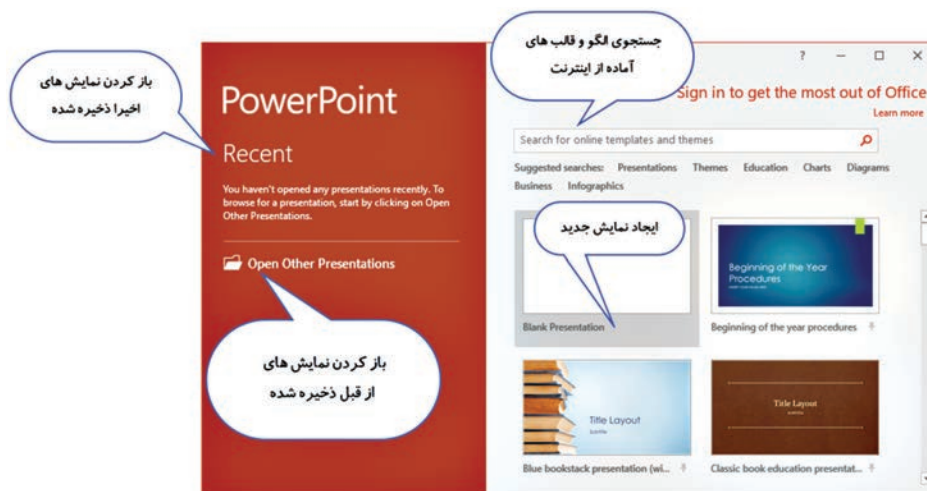 جستجوی الگو و قالب های
آماده از اینترنت
باز کردن نمایش های
اخیرا ذخیره شده
PowerPoint
Recent
You haven't opened any presentations recently. To
browse for a presentation, start by clicking on Open
Other Presentations.
Open Other Presentations
باز کردن نمایش های
از قبل ذخیره شده
?
Sign in to get the most out of Office
Learn more
Search for online templates and themes
Suggested searches: Presentations Themes Education Charts Diagrams
Business Infographics
ایجاد نمایش جدید
Blank Presentation
Beginning of the Year
Procedures
Beginning of the year procedures
Title Layout
Subtitle
Blue bookstack presentation (wi...
Title Layout
Classic book education presentat...